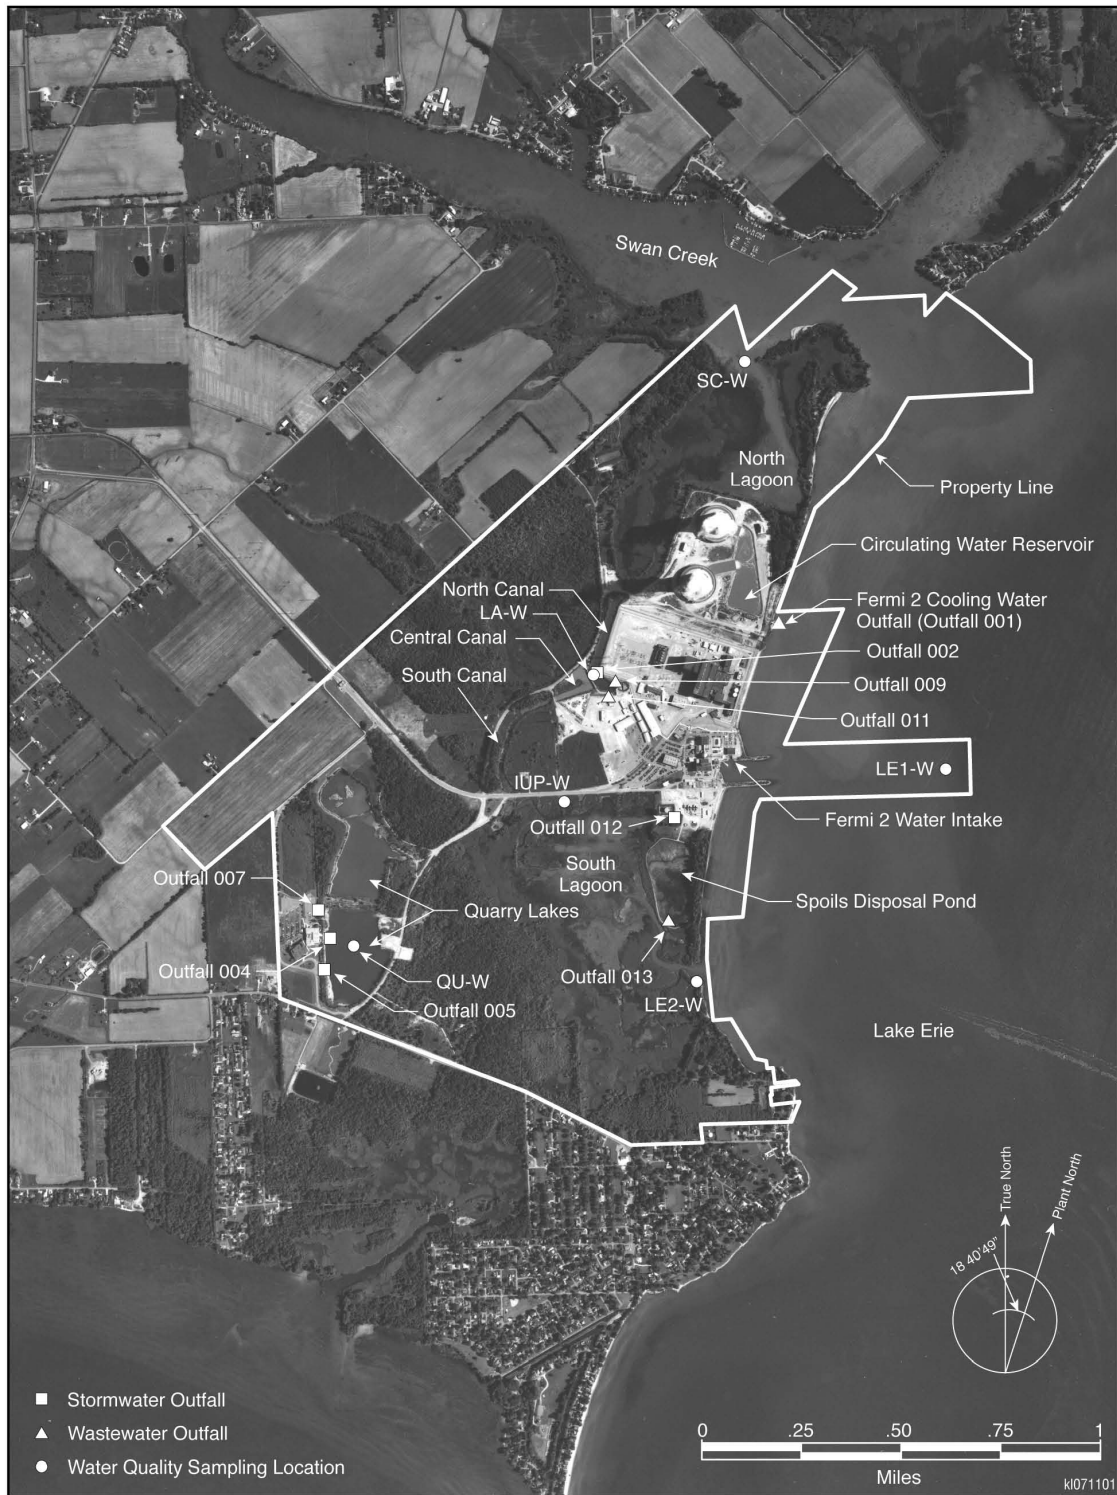 Swan Creek
SC-W
North
Lagoon
Property Line
Circulating Water Reservoir
North Canal
LA-W
Fermi 2 Cooling Water
Outfall (Outfall 001)
Central Canal
Outfall 002
South Canal
Outfall 009
Outfall 011
IUP-W
LE1-W
Outfall 012
Fermi 2 Water Intake
South
Lagoon
Outfall 007
Spoils Disposal Pond
Quarry Lakes
Outfall 004
QU-W
Outfall 013
LE2-W
Outfall 005
Lake Erie
True North
Plant North
18 40'49"
Stormwater Outfall
Wastewater Outfall
Water Quality Sampling Location
0 .25 .50 .75 1
Miles
kl071101